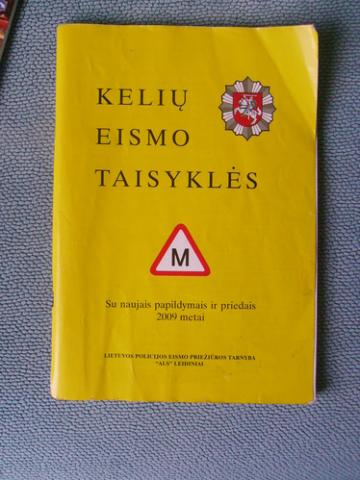 KELIŲ
EISMO
TAISYKLĖS
M
Su naujais papildymais ir priedais
2009 metai
LIETUVOS POLICIJOS EISMO PRIEŽIŪROS TARNYBA
"ALS" LEIDINIAI